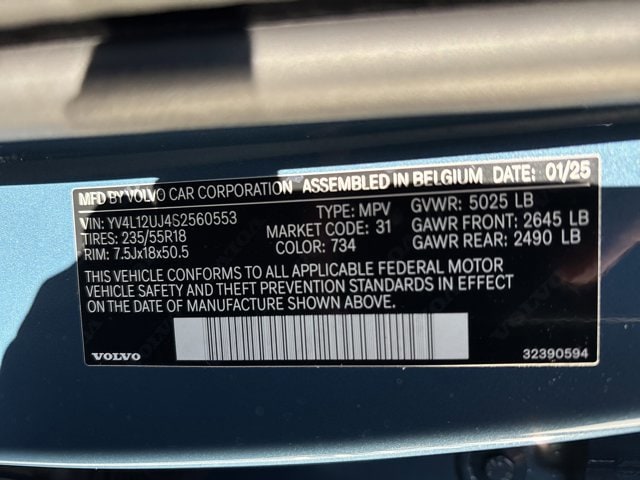 MFD BY VOLVO CAR CORPORATION ASSEMBLED IN BELGIUM DATE: 01/25
VIN: YV4L12UJ4S2560553 TYPE: MPV GVWR: 5025 LB
TIRES: 235/55R18 MARKET CODE: 31 GAWR FRONT: 2645 LB
RIM: 7.5Jx18x50.5 COLOR: 734 GAWR REAR: 2490 LB
THIS VEHICLE CONFORMS TO ALL APPLICABLE FEDERAL MOTOR
VEHICLE SAFETY AND THEFT PREVENTION STANDARDS IN EFFECT
ON THE DATE OF MANUFACTURE SHOWN ABOVE.
VOLVO 32390594